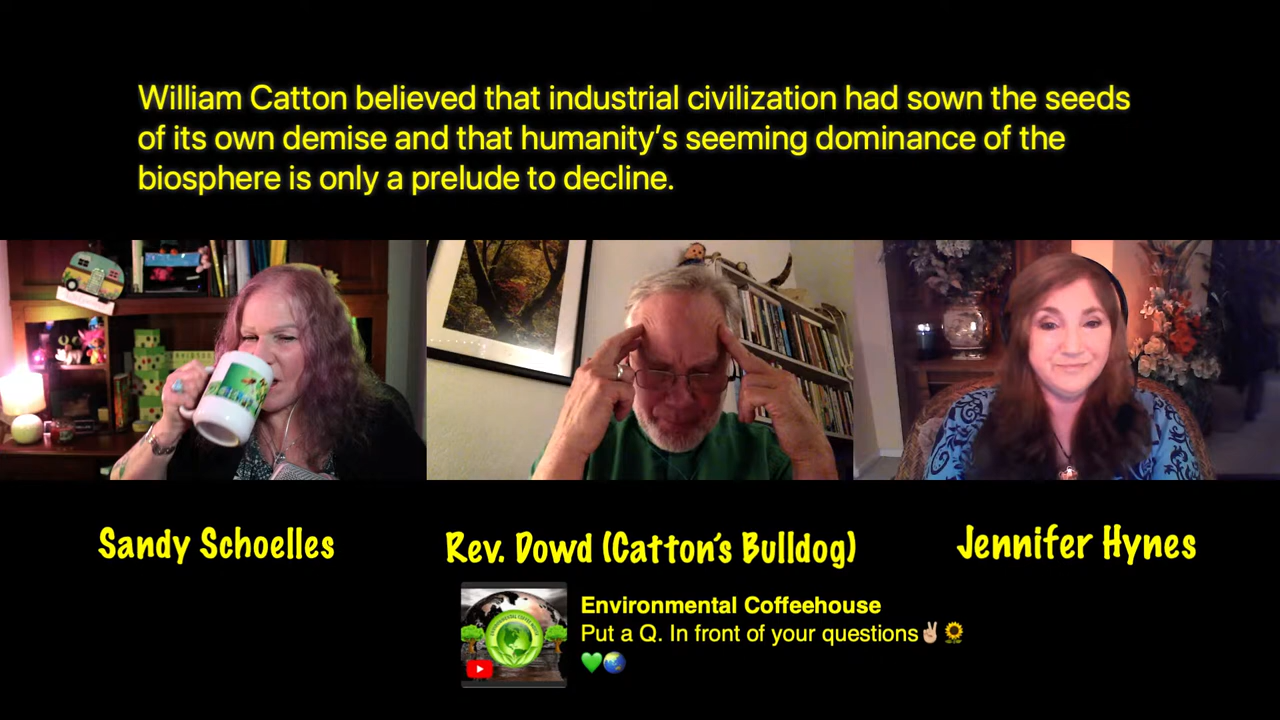 William Catton believed that industrial civilization had sown the seeds
of its own demise and that humanity’s seeming dominance of the
biosphere is only a prelude to decline.
Sandy Schoelles
Rev. Dowd (Catton’s Bulldog)
Jennifer Hynes
Environmental Coffeehouse
Put a Q. In front of your questions✌🏼🌻
💚🌏